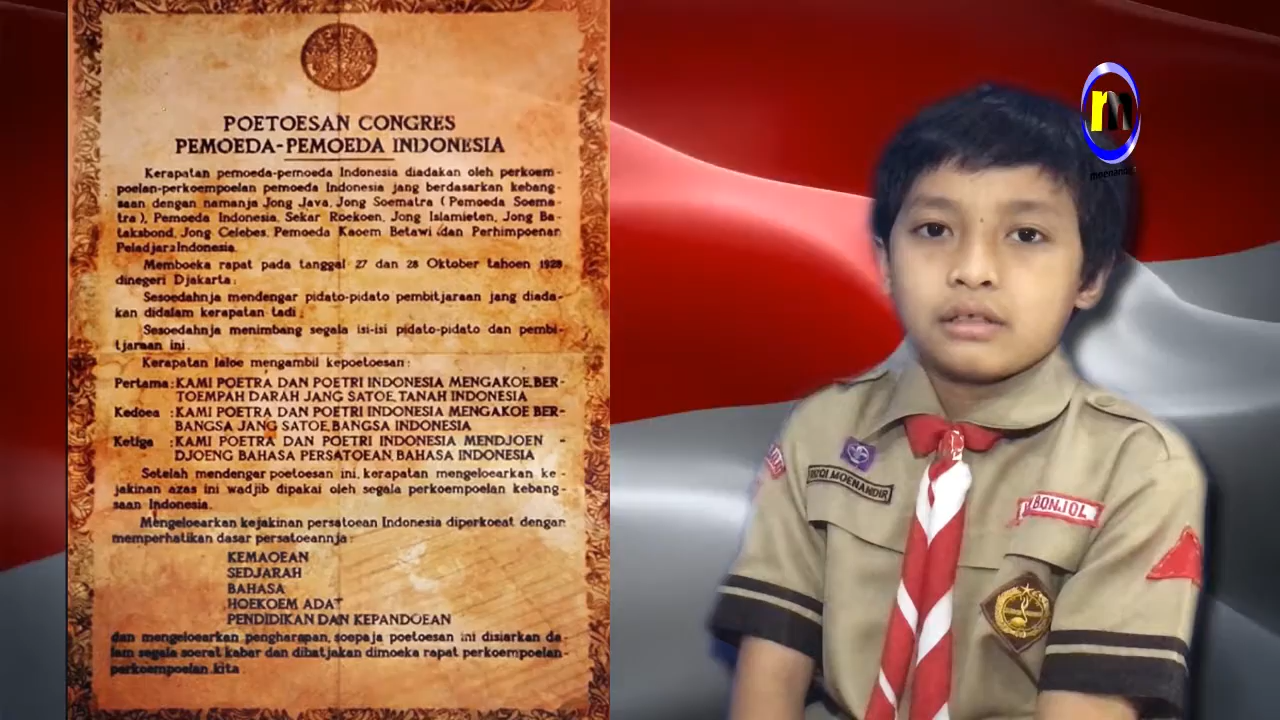 POETOESAN CONGRES
PEMOEDA-PEMOEDA INDONESIA
Kerapatan pemoeda-pemoeda Indonesia diadakan oleh perkoem-
poelan-perkoempoelan pemoeda Indonesia jang berdasarkan kebang-
saan dengan namanja Jong Java, Jong Soematra (Pemoeda Soema-
tra), Pemoeda Indonesia, Sekar Roekoen, Jong Islamieten, Jong Ba-
taksbond, Jong Celebes, Pemoeda Kaoem Betawi dan Perhimpoenan
Peladjar2 Indonesia.
Memboeka rapat pada tanggal 27 dan 28 Oktober tahoen 1928
dinegeri Djakarta:
Sesoedahnja mendengar pidato-pidato pembitjaraan jang diada-
kan didalam kerapatan tadi;
Sesoedahnja menimbang segala isi-isi pidato-pidato dan pembi-
tjaraan ini.
Kerapatan laloe mengambil kepoetoesan:
Pertama: KAMI POETRA DAN POETRI INDONESIA MENGAKOE BER-
TOEMPAH DARAH JANG SATOE, TANAH INDONESIA
Kedoea : KAMI POETRA DAN POETRI INDONESIA MENGAKOE BER-
BANGSA JANG SATOE, BANGSA INDONESIA
Ketiga : KAMI POETRA DAN POETRI INDONESIA MENDJOEN-
DJOENG BAHASA PERSATOEAN, BAHASA INDONESIA
Setelah mendengar poetoesan ini, kerapatan mengeloearkan ke-
jakinan azas ini wadjib dipakai oleh segala perkoempoelan kebang-
saan Indonesia.
Mengeloearkan kejakinan persatoean Indonesia diperkoeat dengan
memperhatikan dasar persatoeannja:
KEMAOEAN
SEDJARAH
BAHASA
HOEKOEM ADAT
PENDIDIKAN DAN KEPANDOEAN
dan mengeloearkan pengharapan, soepaja poetoesan ini disiarkan da-
lam segala soerat kabar dan dibatjakan dimoeka rapat perkoempoelan-
perkoempoelan kita.
m
moenandir
MOENANDIR
BONJOL